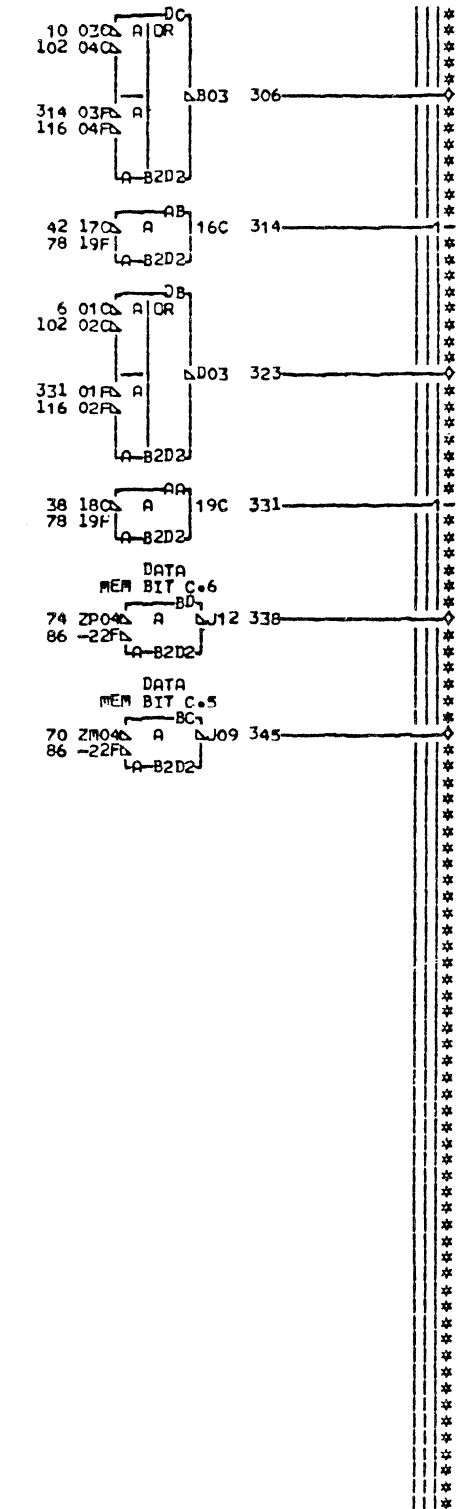 DC
10 03C A OR
102 04C
B03 306
314 03F A
116 04F
A B2D2
AB
42 17C A 16C 314
78 19F
A B2D2
DB
6 01C A OR
102 02C
D03 323
331 01F A
116 02F
A B2D2
AA
38 18C A 19C 331
78 19F
A B2D2
DATA
MEM BIT C.6
BD
74 ZP04 A J12 338
86 -22F
A B2D2
DATA
MEM BIT C.5
BC
70 ZM04 A J09 345
86 -22F
A B2D2